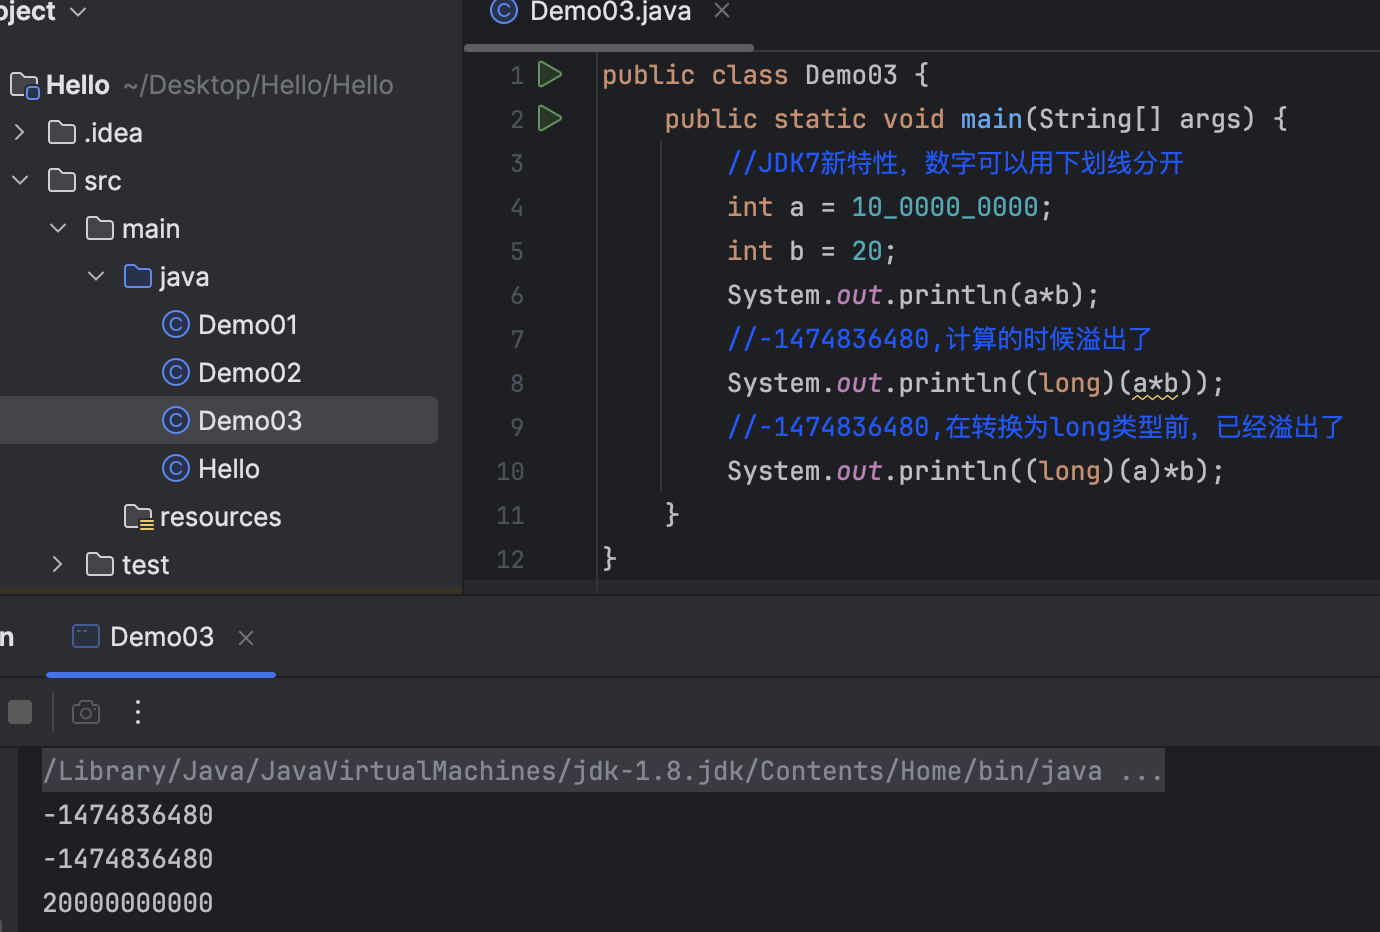 oject
Hello ~/Desktop/Hello/Hello
.idea
src
main
java
Demo01
Demo02
Demo03
Hello
resources
test
Demo03.java
1 public class Demo03 {
2 public static void main(String[] args) {
3 //JDK7新特性，数字可以用下划线分开
4 int a = 10_0000_0000;
5 int b = 20;
6 System.out.println(a*b);
7 //-1474836480,计算的时候溢出了
8 System.out.println((long)(a*b));
9 //-1474836480,在转换为long类型前，已经溢出了
10 System.out.println((long)(a)*b);
11 }
12 }
n Demo03
/Library/Java/JavaVirtualMachines/jdk-1.8.jdk/Contents/Home/bin/java ...
-1474836480
-1474836480
20000000000